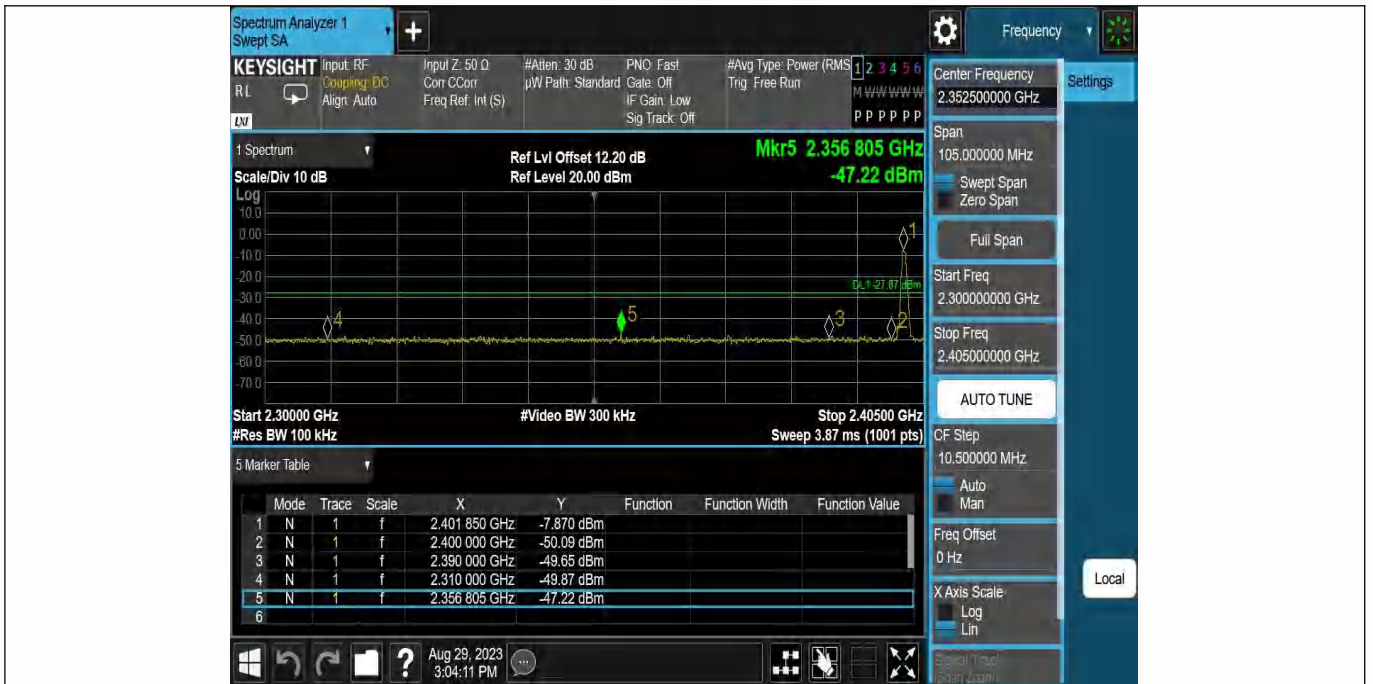 Spectrum Analyzer 1
Swept SA
+
Frequency
KEYSIGHT
RL
LXI
Input: RF
Coupling: DC
Align: Auto
Input Z: 50 Ω
Corr CCorr
Freq Ref: Int (S)
#Atten: 30 dB
µW Path: Standard
PNO: Fast
Gate: Off
IF Gain: Low
Sig Track: Off
#Avg Type: Power (RMS
Trig: Free Run
1 2 3 4 5 6
M W W W W W
P P P P P P
1 Spectrum
Scale/Div 10 dB
Ref Lvl Offset 12.20 dB
Ref Level 20.00 dBm
Mkr5 2.356 805 GHz
-47.22 dBm
Log
10.0
0.00
-10.0
-20.0
-30.0
-40.0
-50.0
-60.0
-70.0
1
DL1 -27.87 dBm
4
5
3
2
Start 2.30000 GHz
#Video BW 300 kHz
Stop 2.40500 GHz
#Res BW 100 kHz
Sweep 3.87 ms (1001 pts)
5 Marker Table
Mode Trace Scale X Y Function Function Width Function Value
1 N 1 f 2.401 850 GHz -7.870 dBm
2 N 1 f 2.400 000 GHz -50.09 dBm
3 N 1 f 2.390 000 GHz -49.65 dBm
4 N 1 f 2.310 000 GHz -49.87 dBm
5 N 1 f 2.356 805 GHz -47.22 dBm
6
?
Aug 29, 2023
3:04:11 PM
Center Frequency
2.352500000 GHz
Settings
Span
105.000000 MHz
Swept Span
Zero Span
Full Span
Start Freq
2.300000000 GHz
Stop Freq
2.405000000 GHz
AUTO TUNE
CF Step
10.500000 MHz
Auto
Man
Freq Offset
0 Hz
X Axis Scale
Log
Lin
Local
Signal Track
(Span Zoom)